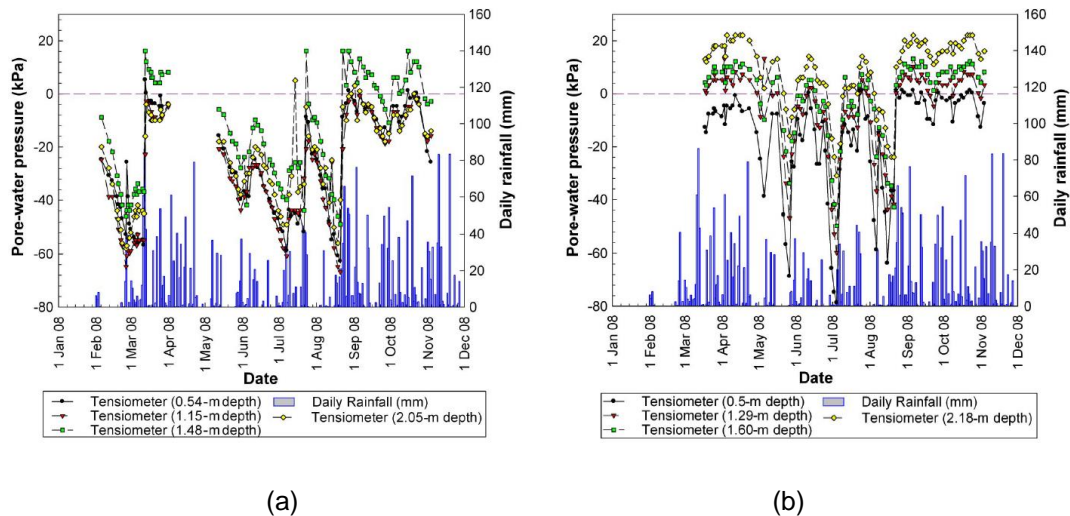 Pore-water pressure (kPa)
20
0
-20
-40
-60
-80
160
140
120
100
80
60
40
20
0
Daily rainfall (mm)
1 Jan 08
1 Feb 08
1 Mar 08
1 Apr 08
1 May 08
1 Jun 08
1 Jul 08
1 Aug 08
1 Sep 08
1 Oct 08
1 Nov 08
1 Dec 08
Date
Tensiometer (0.54-m depth)
Daily Rainfall (mm)
Tensiometer (1.15-m depth)
Tensiometer (2.05-m depth)
Tensiometer (1.48-m depth)
(a)
Pore-water pressure (kPa)
20
0
-20
-40
-60
-80
160
140
120
100
80
60
40
20
0
Daily rainfall (mm)
1 Jan 08
1 Feb 08
1 Mar 08
1 Apr 08
1 May 08
1 Jun 08
1 Jul 08
1 Aug 08
1 Sep 08
1 Oct 08
1 Nov 08
1 Dec 08
Date
Tensiometer (0.5-m depth)
Daily Rainfall (mm)
Tensiometer (1.29-m depth)
Tensiometer (2.18-m depth)
Tensiometer (1.60-m depth)
(b)